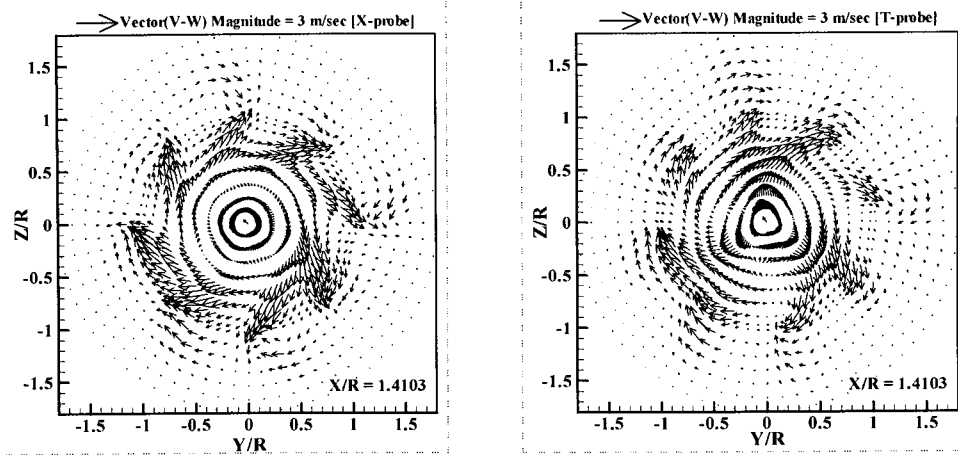 Vector(V-W) Magnitude = 3 m/sec [X-probe]
1.5
1
0.5
0
-0.5
-1
-1.5
Z/R
X/R = 1.4103
-1.5 -1 -0.5 0 0.5 1 1.5
Y/R
Vector(V-W) Magnitude = 3 m/sec [T-probe}
1.5
1
0.5
0
-0.5
-1
-1.5
Z/R
X/R = 1.4103
-1.5 -1 -0.5 0 0.5 1 1.5
Y/R